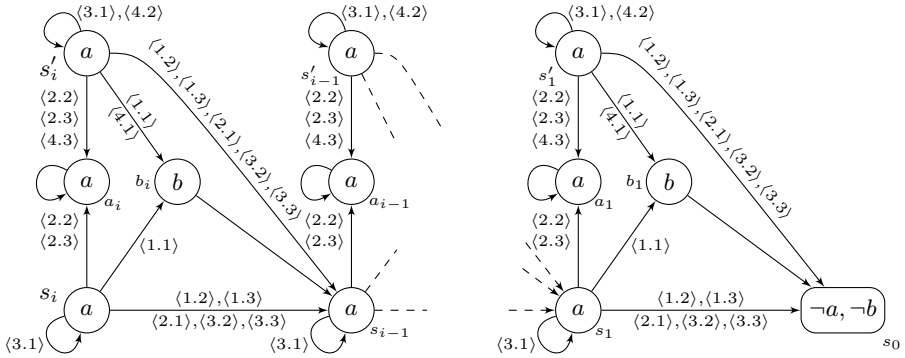 ⟨3.1⟩,⟨4.2⟩
a
s′ᵢ
⟨1.2⟩,⟨1.3⟩,⟨2.1⟩,⟨3.2⟩,⟨3.3⟩
⟨2.2⟩
⟨2.3⟩
⟨4.3⟩
⟨1.1⟩
⟨4.1⟩
a
aᵢ
bᵢ
b
⟨2.2⟩
⟨2.3⟩
⟨1.1⟩
sᵢ
a
⟨3.1⟩
⟨1.2⟩,⟨1.3⟩
⟨2.1⟩,⟨3.2⟩,⟨3.3⟩
⟨3.1⟩,⟨4.2⟩
a
s′ᵢ₋₁
⟨2.2⟩
⟨2.3⟩
⟨4.3⟩
a
aᵢ₋₁
⟨2.2⟩
⟨2.3⟩
a
sᵢ₋₁
⟨3.1⟩
⟨3.1⟩,⟨4.2⟩
a
s′₁
⟨1.2⟩,⟨1.3⟩,⟨2.1⟩,⟨3.2⟩,⟨3.3⟩
⟨2.2⟩
⟨2.3⟩
⟨4.3⟩
⟨1.1⟩
⟨4.1⟩
a
a₁
b₁
b
⟨2.2⟩
⟨2.3⟩
⟨1.1⟩
a
s₁
⟨3.1⟩
⟨1.2⟩,⟨1.3⟩
⟨2.1⟩,⟨3.2⟩,⟨3.3⟩
¬a, ¬b
s₀